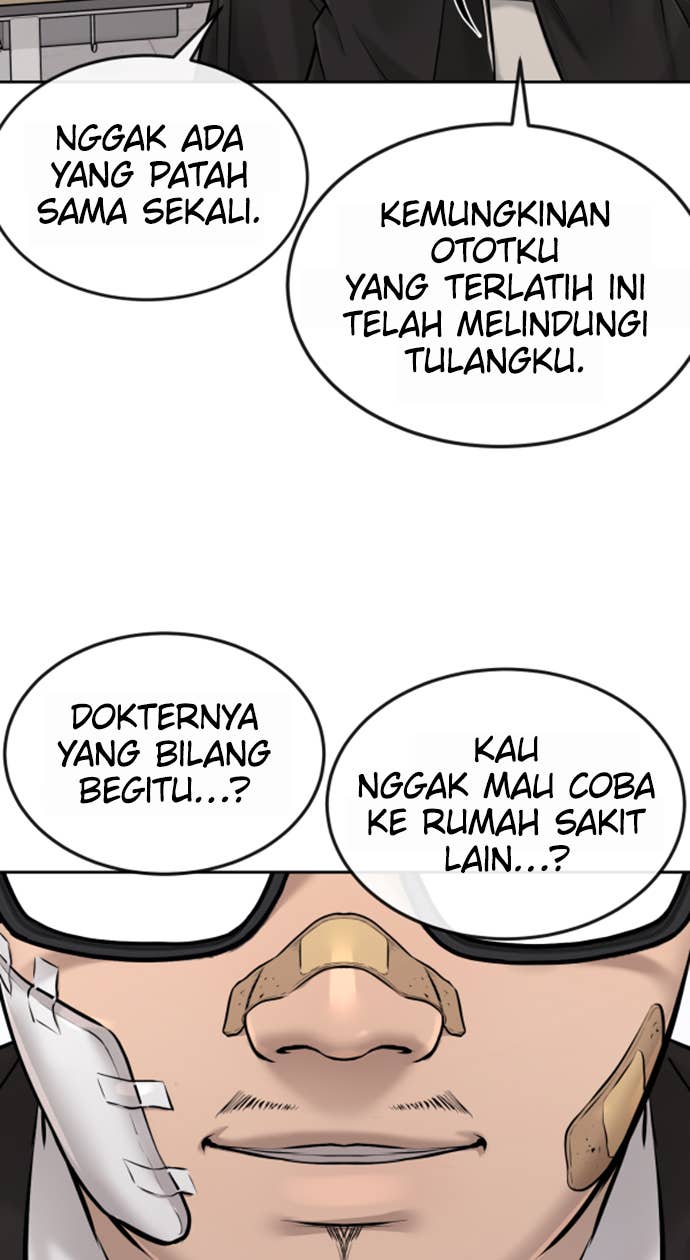 NGGAK ADA
YANG PATAH
SAMA SEKALI.
KEMUNGKINAN
OTOTKU
YANG TERLATIH INI
TELAH MELINDUNGI
TULANGKU.
DOKTERNYA
YANG BILANG
BEGITU...?
KAU
NGGAK MAU COBA
KE RUMAH SAKIT
LAIN...?